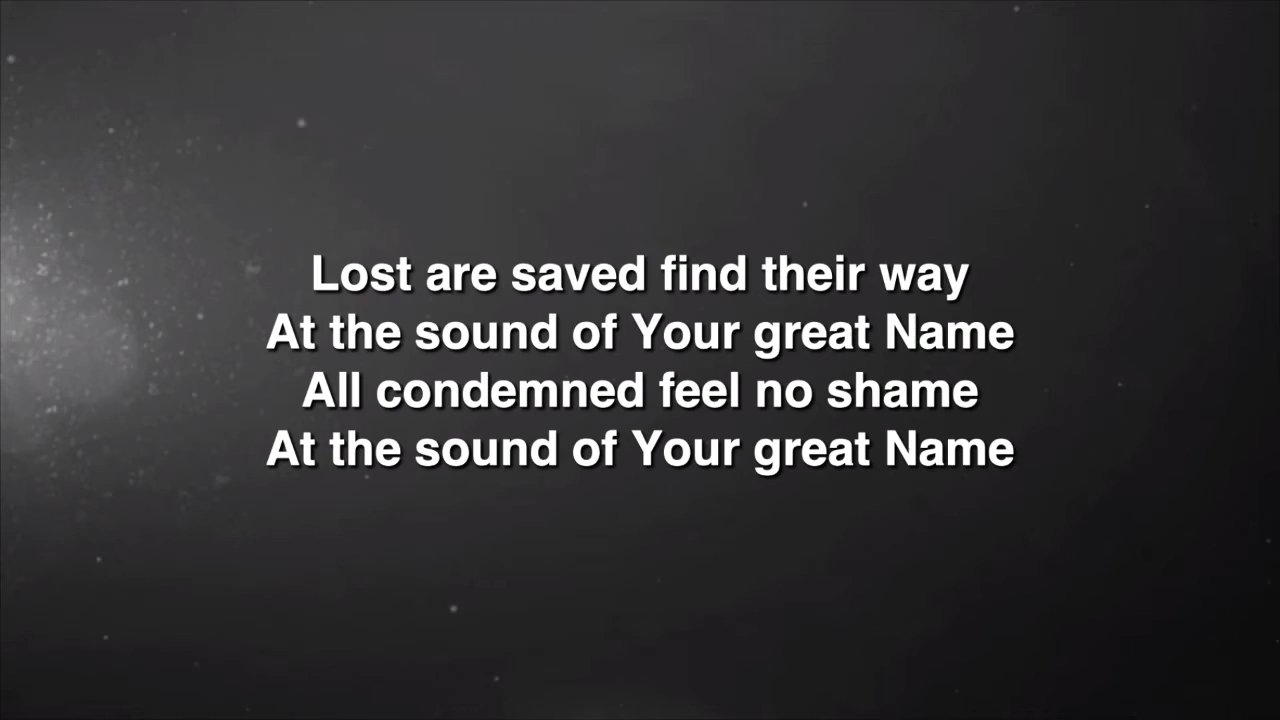 Lost are saved find their way
At the sound of Your great Name
All condemned feel no shame
At the sound of Your great Name